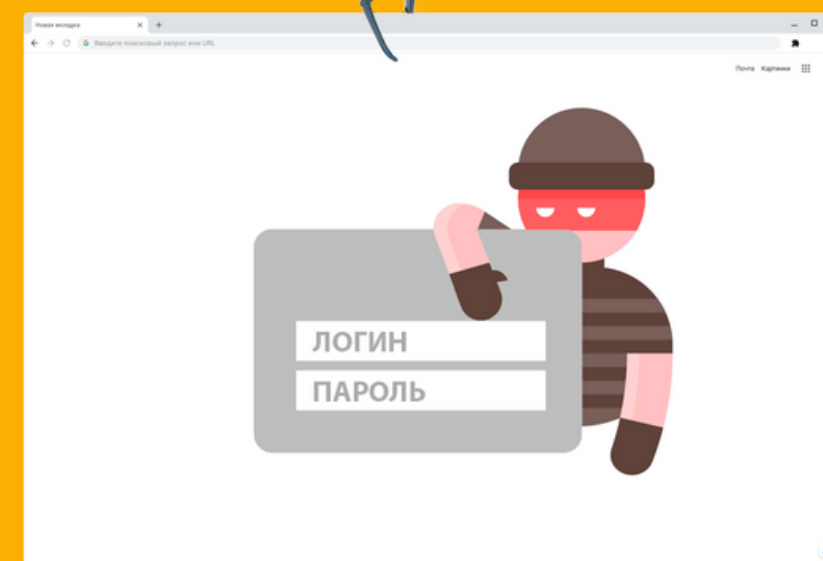 Новая вкладка
Введите поисковый запрос или URL
Почта Картинки
ЛОГИН
ПАРОЛЬ